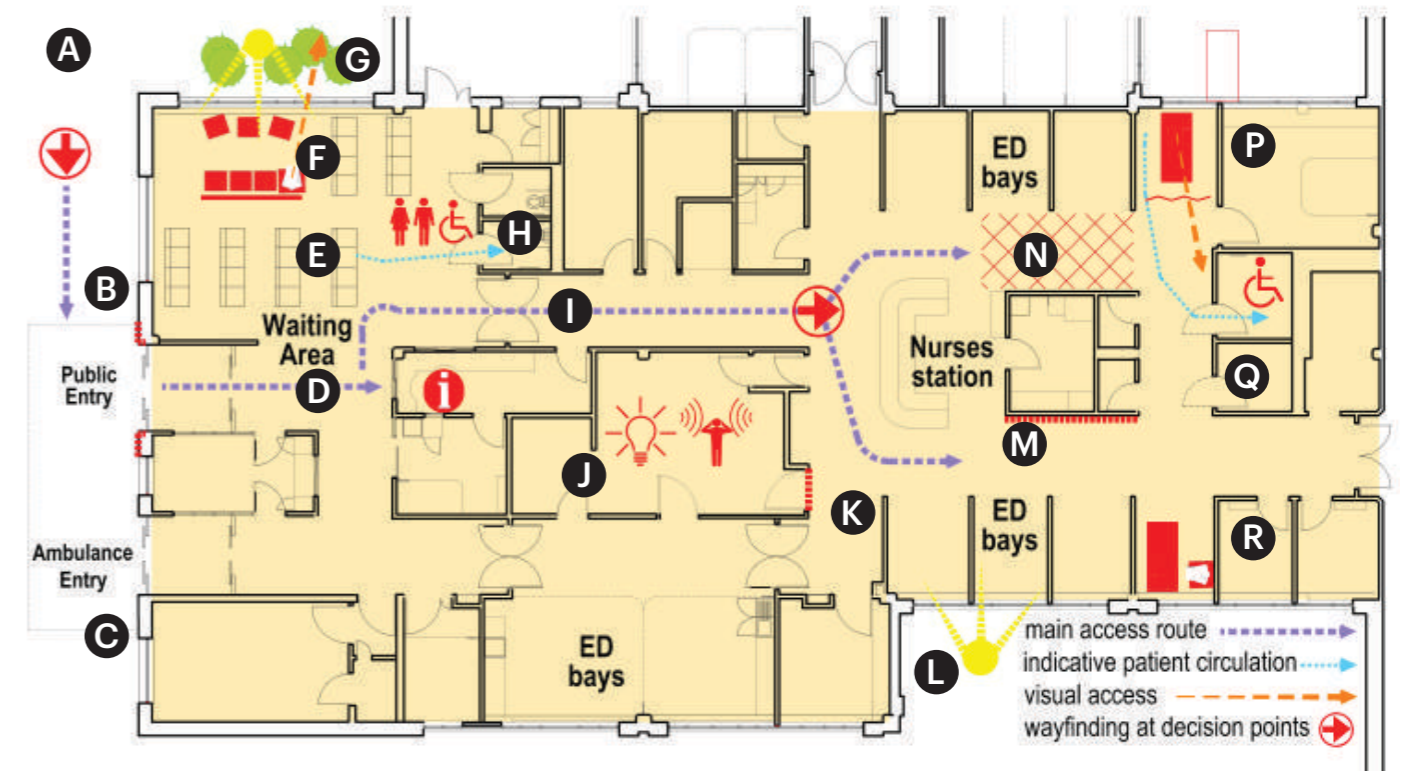 A
G
F
P
ED
bays
H
E
N
B
I
Waiting
Area
Nurses
station
Public
Entry
D
i
Q
M
J
K
ED
bays
R
Ambulance
Entry
C
ED
bays
L
main access route
indicative patient circulation
visual access
wayfinding at decision points